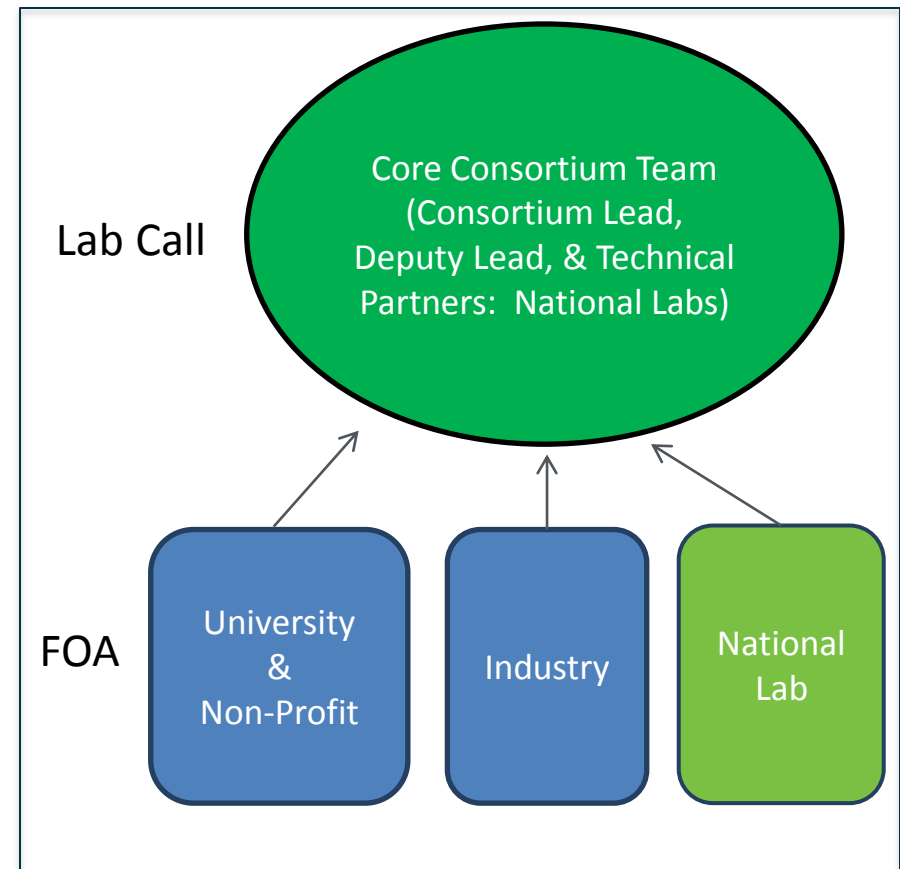 Lab Call
Core Consortium Team
(Consortium Lead,
Deputy Lead, & Technical
Partners:  National Labs)
FOA
University
&
Non-Profit
Industry
National
Lab